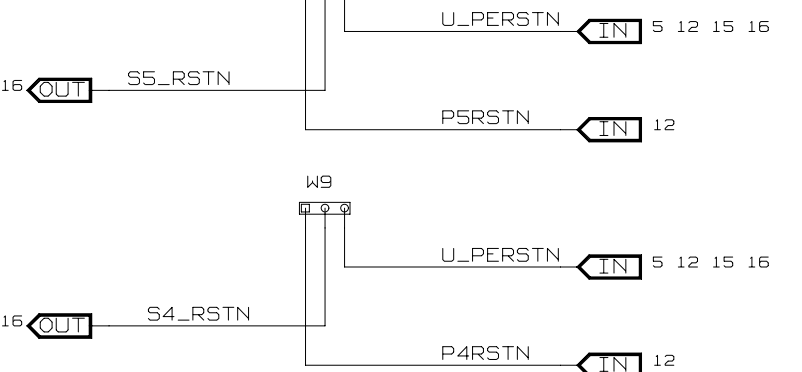 U_PERSTN IN 5 12 15 16
16 OUT S5_RSTN
P5RSTN IN 12
W9
U_PERSTN IN 5 12 15 16
16 OUT S4_RSTN
P4RSTN IN 12